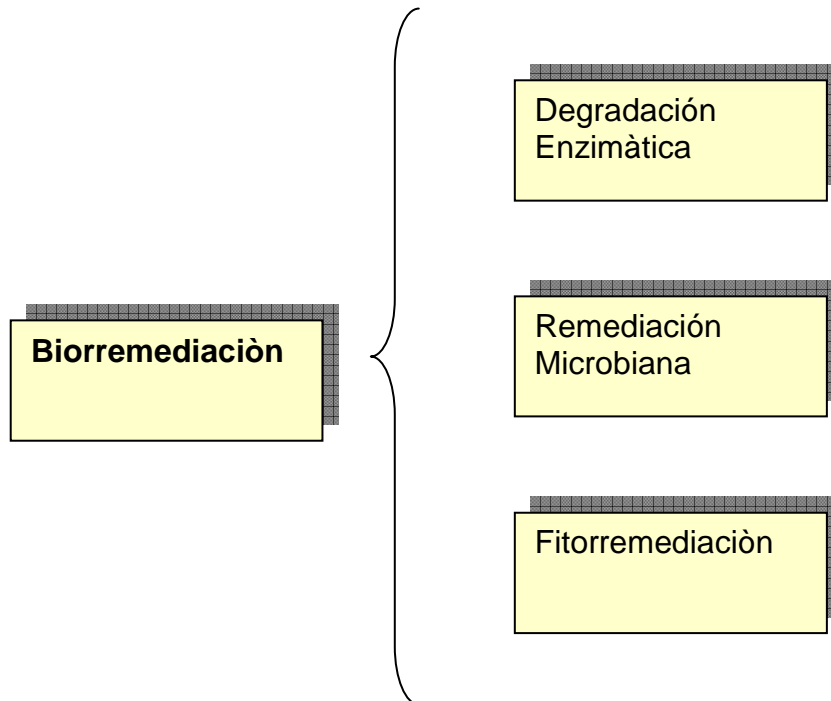 Degradación
Enzimàtica
Biorremediaciòn
Remediación
Microbiana
Fitorremediaciòn